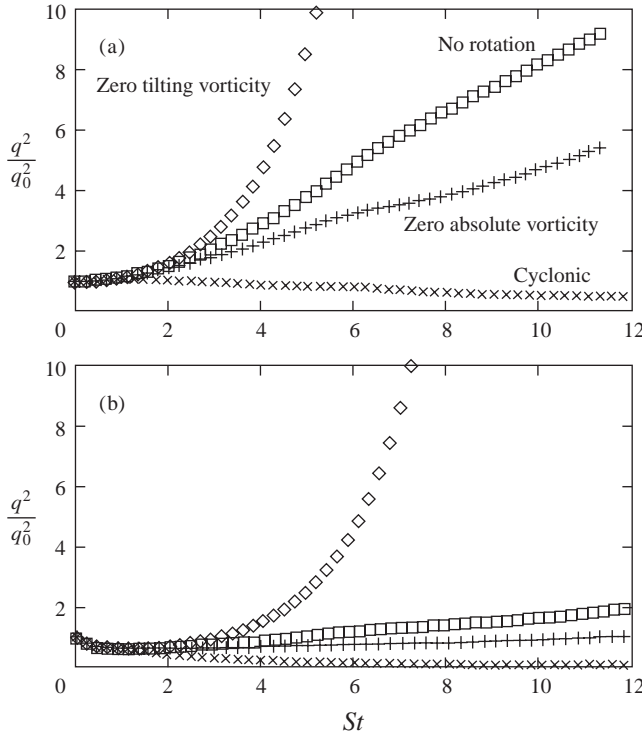 10
(a)
No rotation
Zero tilting vorticity
8
6
q²
q₀²
4
Zero absolute vorticity
2
Cyclonic
0 2 4 6 8 10 12
10
(b)
8
6
q²
q₀²
4
2
0 2 4 6 8 10 12
St